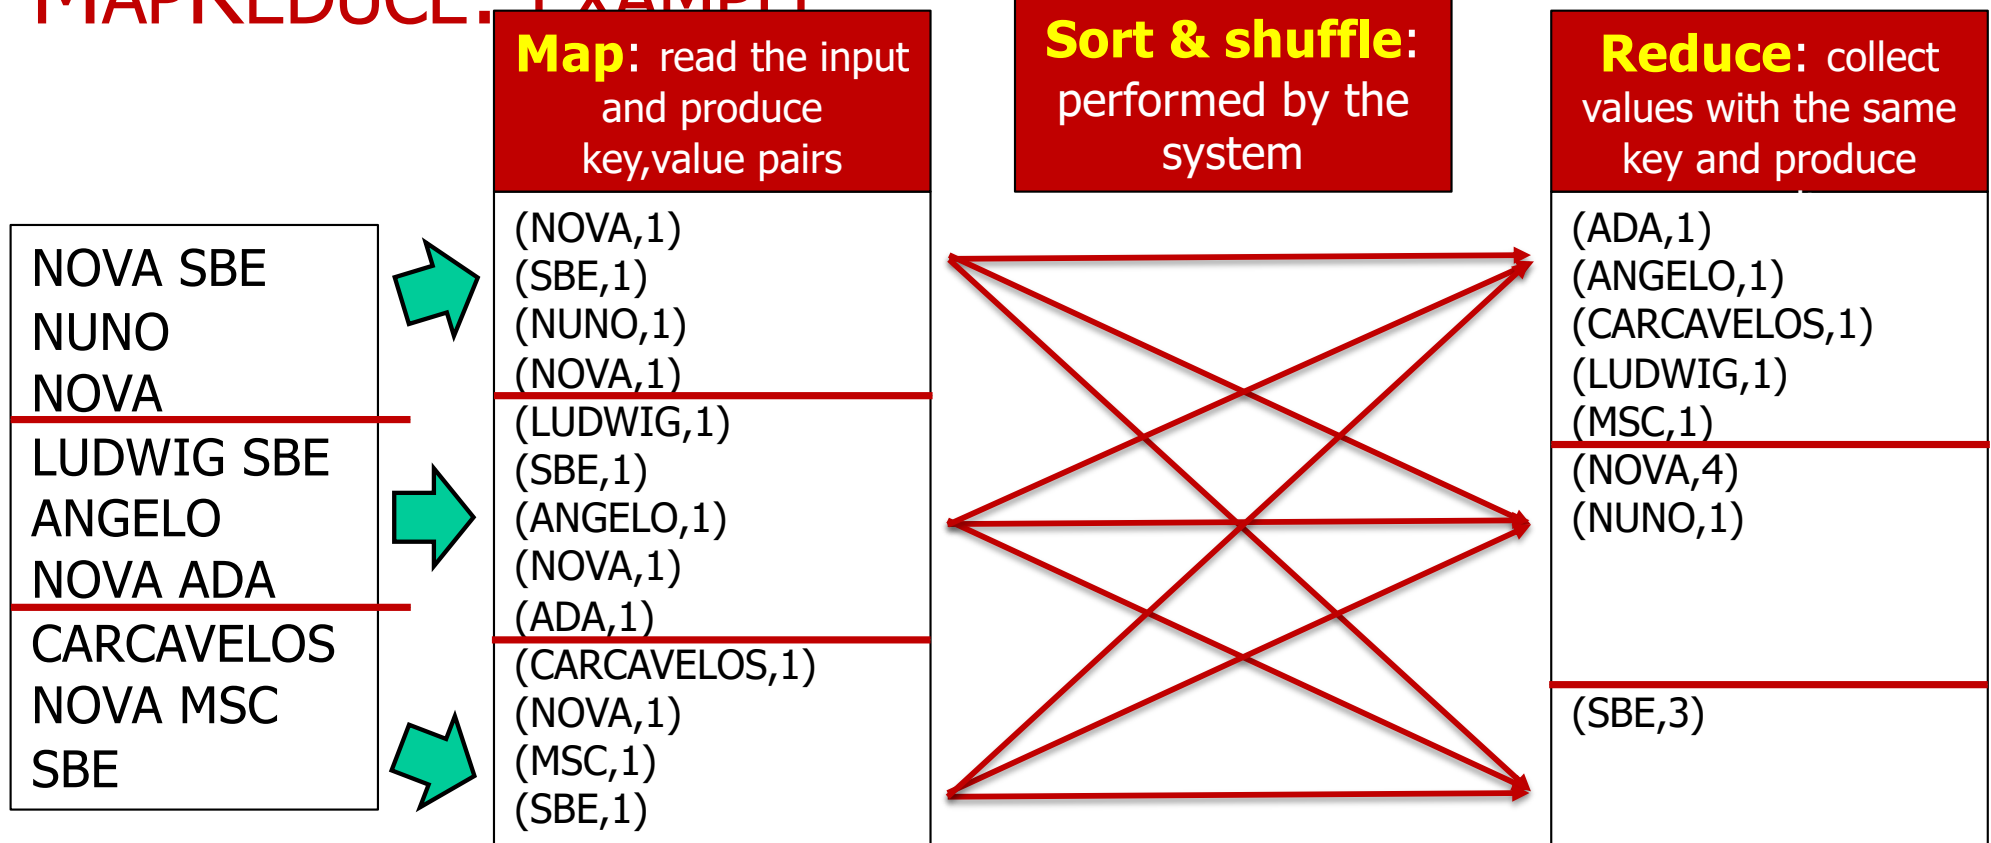 MAPREDUCE: EXAMPLE
Map: read the input
and produce
key,value pairs
Sort & shuffle:
performed by the
system
Reduce: collect
values with the same
key and produce
NOVA SBE
NUNO
NOVA
LUDWIG SBE
ANGELO
NOVA ADA
CARCAVELOS
NOVA MSC
SBE
(NOVA,1)
(SBE,1)
(NUNO,1)
(NOVA,1)
(LUDWIG,1)
(SBE,1)
(ANGELO,1)
(NOVA,1)
(ADA,1)
(CARCAVELOS,1)
(NOVA,1)
(MSC,1)
(SBE,1)
(ADA,1)
(ANGELO,1)
(CARCAVELOS,1)
(LUDWIG,1)
(MSC,1)
(NOVA,4)
(NUNO,1)
(SBE,3)